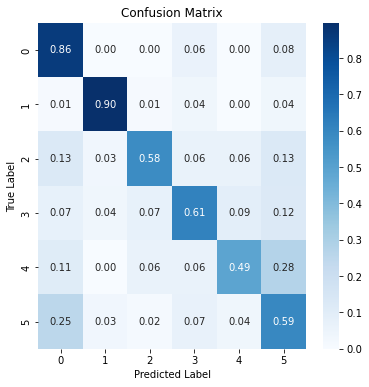 Confusion Matrix
0 0.86 0.00 0.00 0.06 0.00 0.08
1 0.01 0.90 0.01 0.04 0.00 0.04
2 0.13 0.03 0.58 0.06 0.06 0.13
3 0.07 0.04 0.07 0.61 0.09 0.12
4 0.11 0.00 0.06 0.06 0.49 0.28
5 0.25 0.03 0.02 0.07 0.04 0.59
0 1 2 3 4 5
True Label
Predicted Label
0.8
0.7
0.6
0.5
0.4
0.3
0.2
0.1
0.0